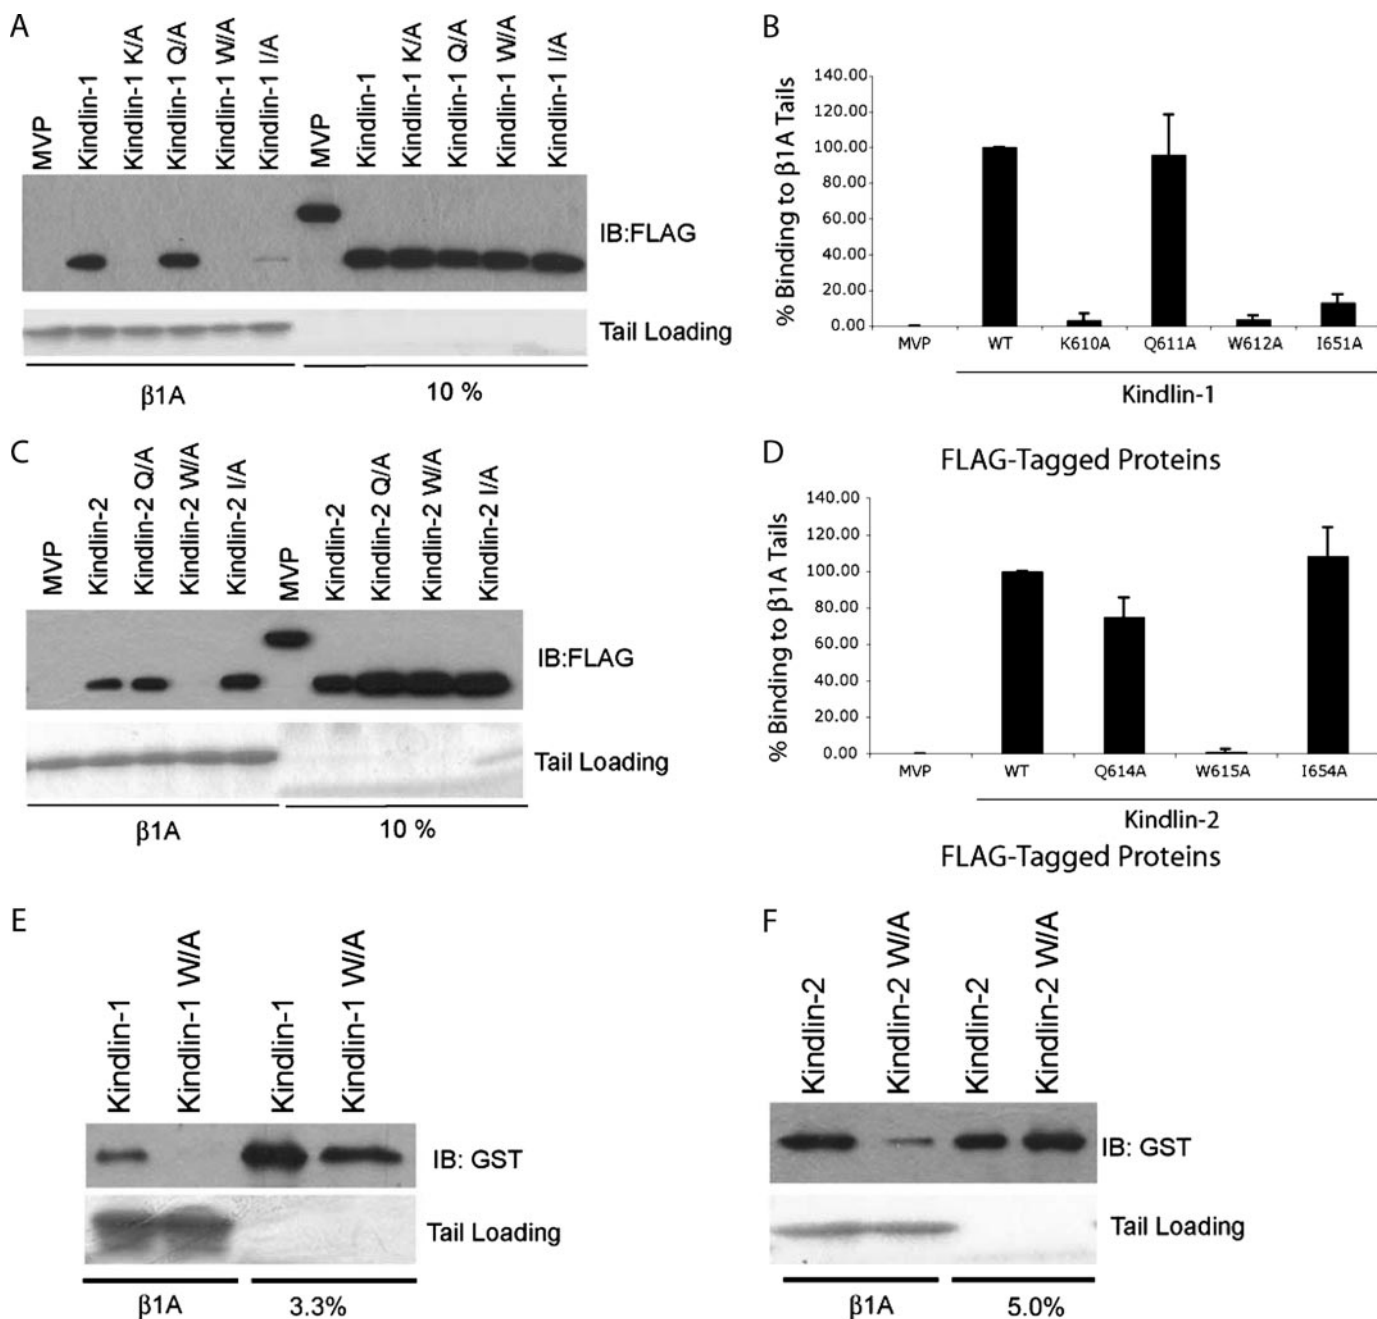 A
MVP
Kindlin-1
Kindlin-1 K/A
Kindlin-1 Q/A
Kindlin-1 W/A
Kindlin-1 I/A
MVP
Kindlin-1
Kindlin-1 K/A
Kindlin-1 Q/A
Kindlin-1 W/A
Kindlin-1 I/A
IB:FLAG
Tail Loading
β1A
10 %
B
% Binding to β1A Tails
140.00
120.00
100.00
80.00
60.00
40.00
20.00
0.00
MVP
WT
K610A
Q611A
W612A
I651A
Kindlin-1
FLAG-Tagged Proteins
C
MVP
Kindlin-2
Kindlin-2 Q/A
Kindlin-2 W/A
Kindlin-2 I/A
MVP
Kindlin-2
Kindlin-2 Q/A
Kindlin-2 W/A
Kindlin-2 I/A
IB:FLAG
Tail Loading
β1A
10 %
D
% Binding to β1A Tails
140.00
120.00
100.00
80.00
60.00
40.00
20.00
0.00
MVP
WT
Q614A
W615A
I654A
Kindlin-2
FLAG-Tagged Proteins
E
Kindlin-1
Kindlin-1 W/A
Kindlin-1
Kindlin-1 W/A
IB: GST
Tail Loading
β1A
3.3%
F
Kindlin-2
Kindlin-2 W/A
Kindlin-2
Kindlin-2 W/A
IB: GST
Tail Loading
β1A
5.0%